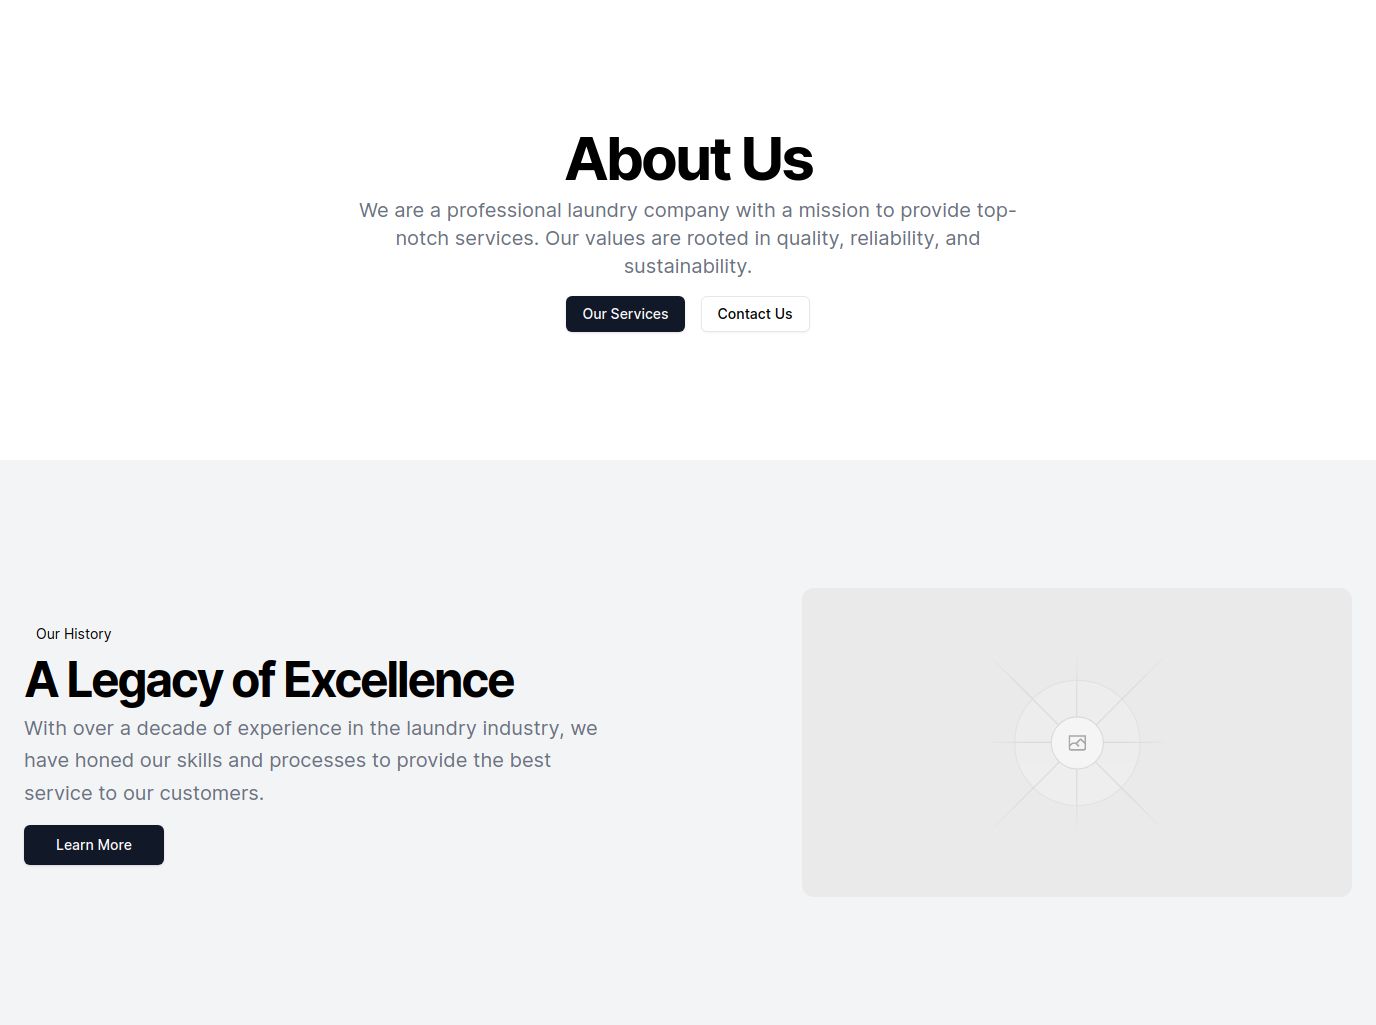 About Us
We are a professional laundry company with a mission to provide top-
notch services. Our values are rooted in quality, reliability, and
sustainability.
Our Services
Contact Us
Our History
A Legacy of Excellence
With over a decade of experience in the laundry industry, we
have honed our skills and processes to provide the best
service to our customers.
Learn More